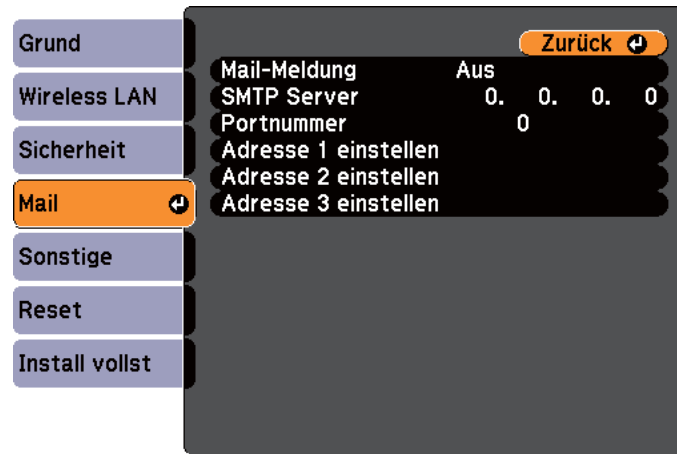 Grund
Wireless LAN
Sicherheit
Mail
Sonstige
Reset
Install vollst
Zurück
Mail-Meldung Aus
SMTP Server 0. 0. 0. 0
Portnummer 0
Adresse 1 einstellen
Adresse 2 einstellen
Adresse 3 einstellen